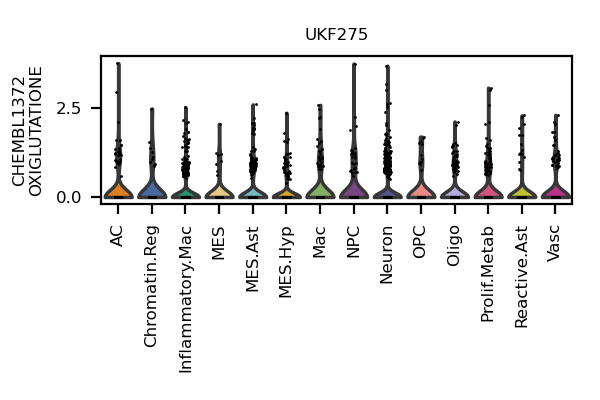 UKF275
CHEMBL1372
OXIGLUTATIONE
2.5
0.0
AC
Chromatin.Reg
Inflammatory.Mac
MES
MES.Ast
MES.Hyp
Mac
NPC
Neuron
OPC
Oligo
Prolif.Metab
Reactive.Ast
Vasc